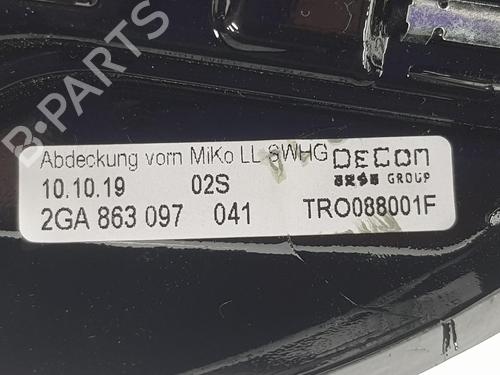 B-PARTS
Abdeckung vorn MiKo LL SWHG
DECOM
GROUP
10.10.19 02S
2GA 863 097 041 TRO088001F